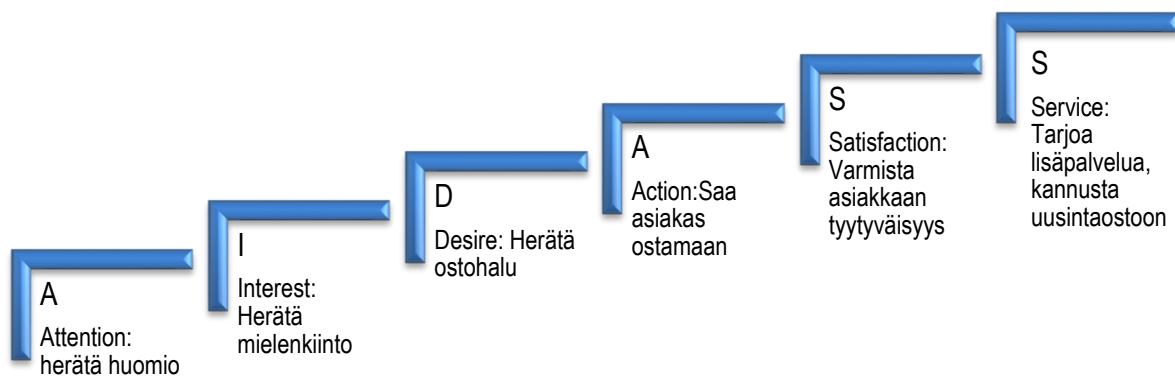 A
Attention:
herätä huomio
I
Interest:
Herätä
mielenkiinto
D
Desire: Herätä
ostohalu
A
Action:Saa
asiakas
ostamaan
S
Satisfaction:
Varmista
asiakkaan
tyytyväisyys
S
Service:
Tarjoa
lisäpalvelua,
kannusta
uusintaostoon